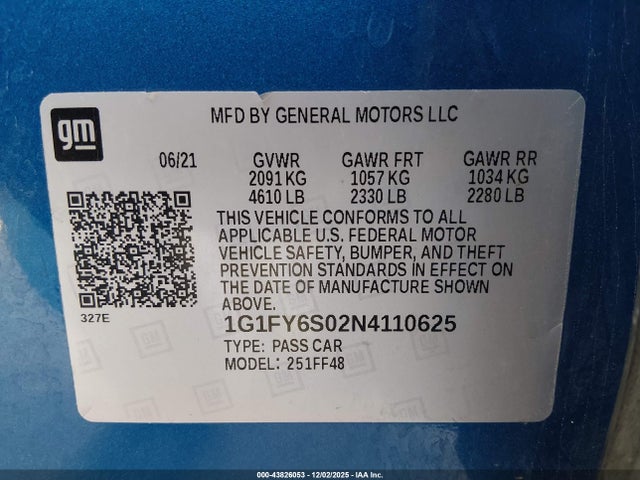 gm
MFD BY GENERAL MOTORS LLC
06/21 GVWR GAWR FRT GAWR RR
2091 KG 1057 KG 1034 KG
4610 LB 2330 LB 2280 LB
THIS VEHICLE CONFORMS TO ALL
APPLICABLE U.S. FEDERAL MOTOR
VEHICLE SAFETY, BUMPER, AND THEFT
PREVENTION STANDARDS IN EFFECT ON
THE DATE OF MANUFACTURE SHOWN
ABOVE.
327E
1G1FY6S02N4110625
TYPE: PASS CAR
MODEL: 251FF48
000-43826053 - 12/02/2025 - IAA Inc.